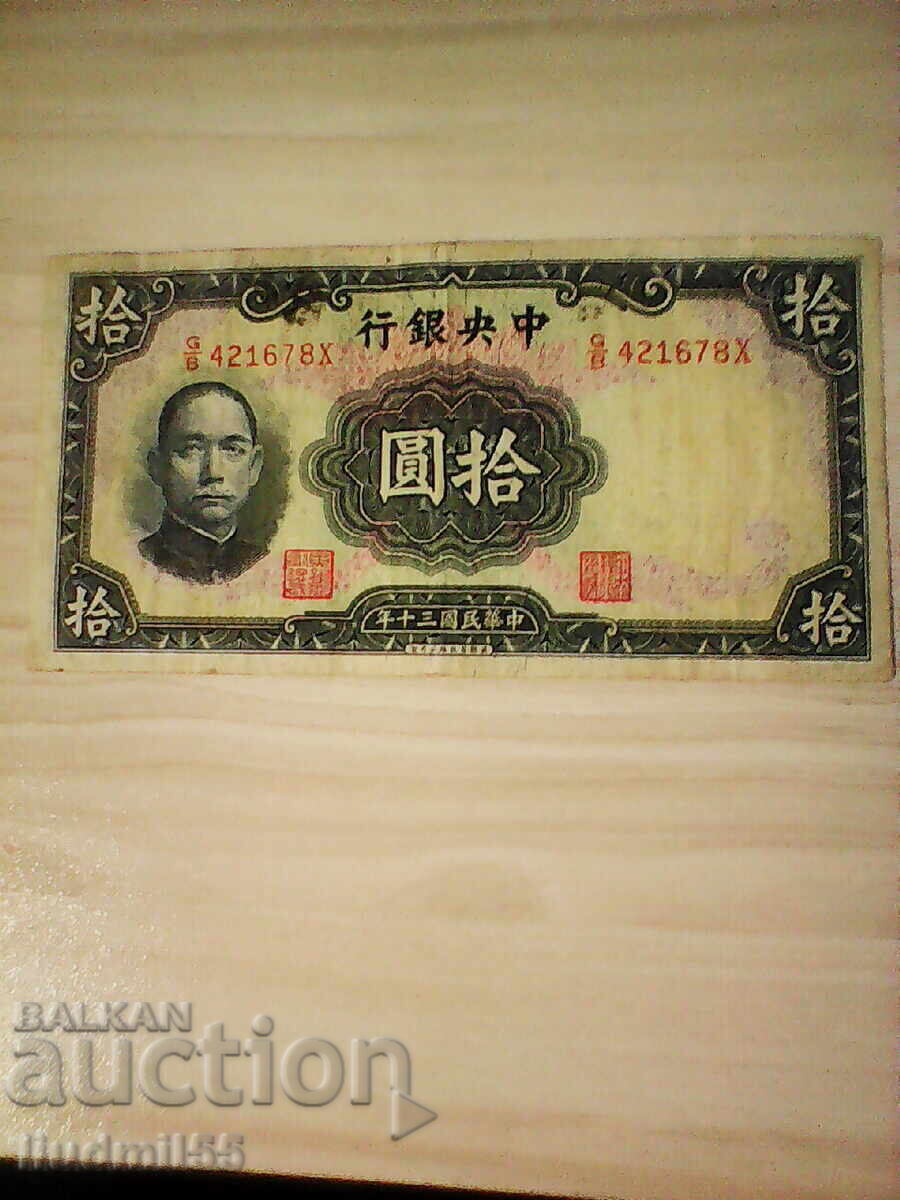 拾 拾
中央銀行
G/B 421678X G/B 421678X
拾圓
中華民國三十年
拾 拾
BALKAN
auction
liudmil55